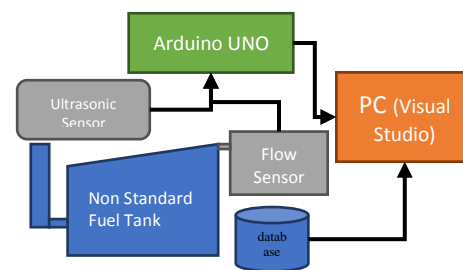 Arduino UNO
Ultrasonic
Sensor
PC (Visual
Studio)
Flow
Sensor
Non Standard
Fuel Tank
datab
ase